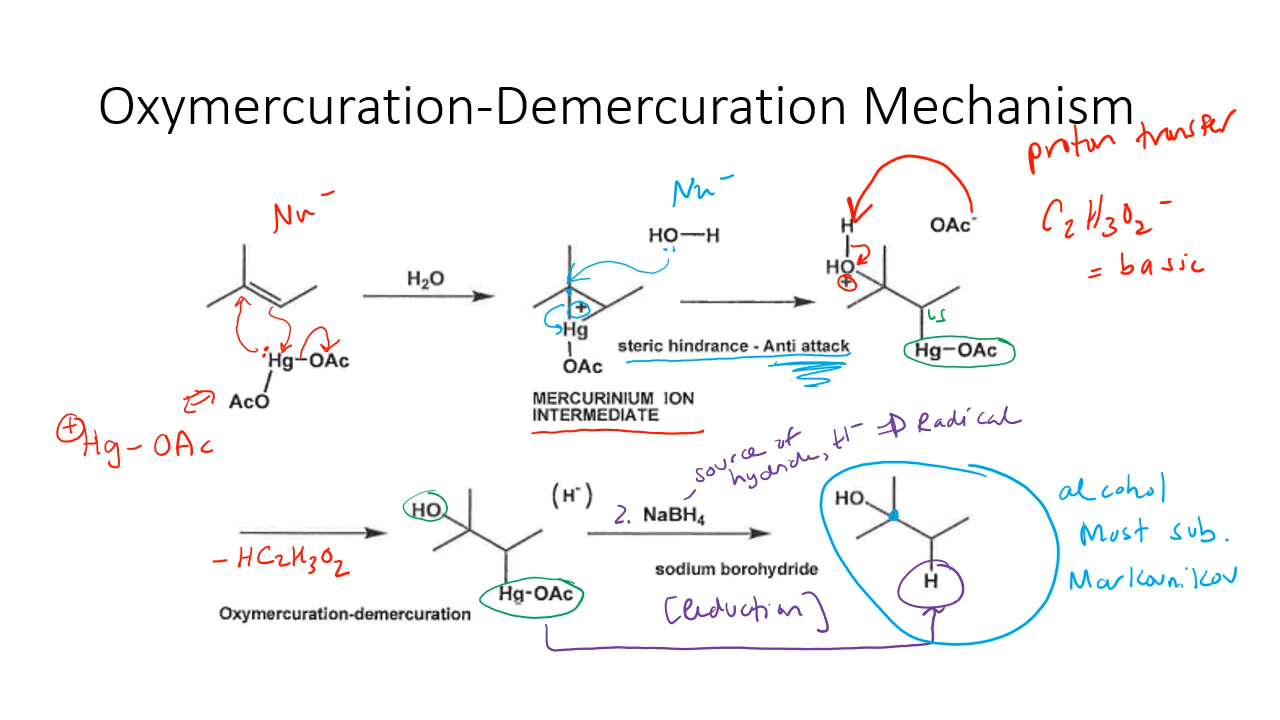 Oxymercuration-Demercuration Mechanism
proton transfer
Nu⁻
Nu⁻
HO—H
H
OAc⁻
C₂H₃O₂⁻
= basic
H₂O
HO
+
+
Hg
Hg—OAc
OAc
AcO
steric hindrance - Anti attack
Hg—OAc
MERCURINIUM ION
INTERMEDIATE
+
Hg – OAc
source of
hydride, H⁻ ⇒ Radical
HO
(H⁻)
2. NaBH₄
HO
alcohol
Most sub.
Markovnikov
– HC₂H₃O₂
sodium borohydride
H
Hg-OAc
Oxymercuration-demercuration
[Reduction]